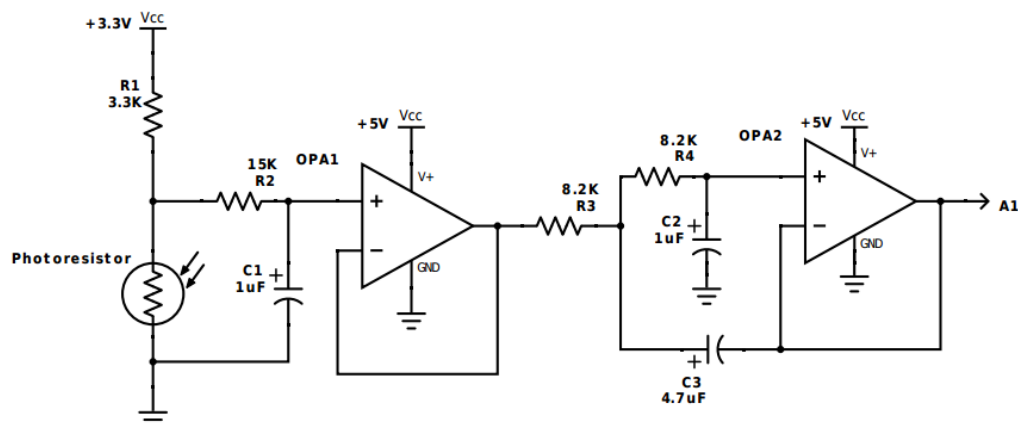 +3.3V Vcc
R1
3.3K
Photoresistor
15K
R2
C1 +
1uF
OPA1
+5V Vcc
V+
+
−
GND
8.2K
R3
8.2K
R4
C2 +
1uF
OPA2
+5V Vcc
V+
+
−
GND
A1
+
C3
4.7uF